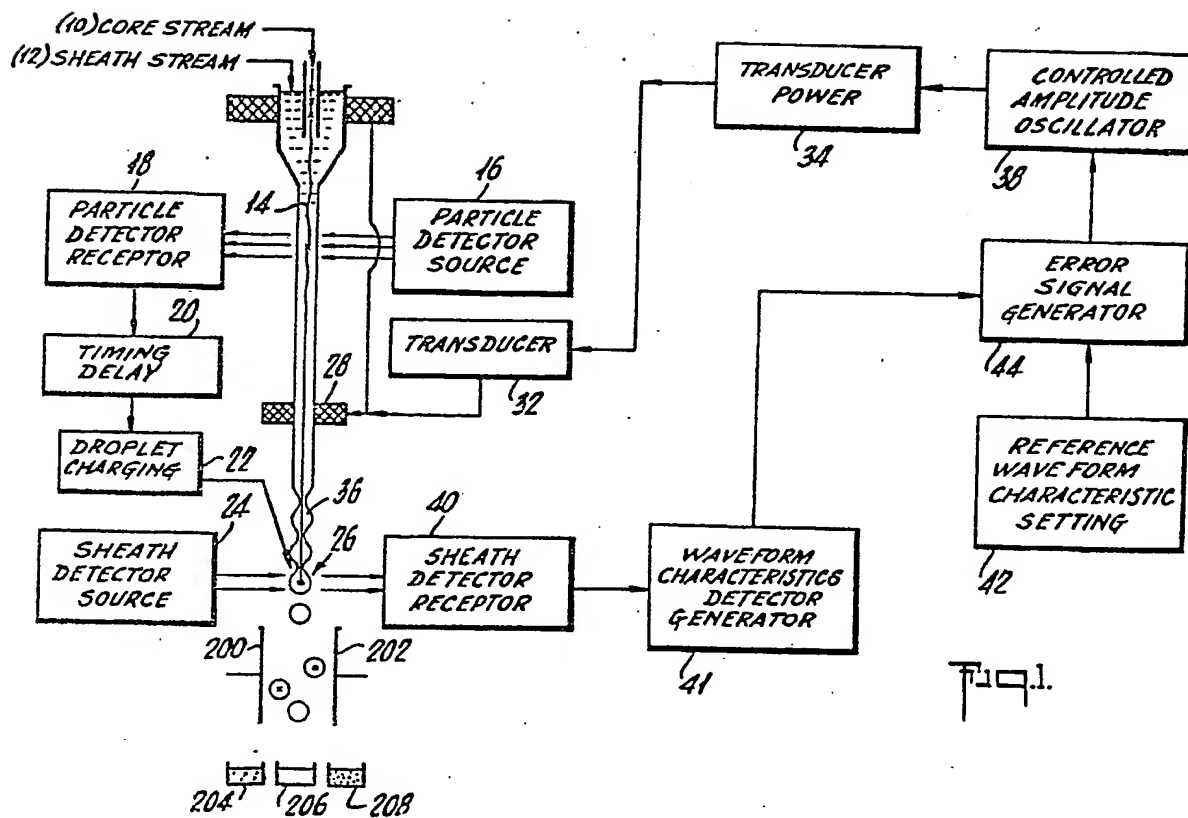 (10) CORE STREAM
(12) SHEATH STREAM
TRANSDUCER
POWER
34
CONTROLLED
AMPLITUDE
OSCILLATOR
38
18
PARTICLE
DETECTOR
RECEPTOR
14
16
PARTICLE
DETECTOR
SOURCE
ERROR
SIGNAL
GENERATOR
44
20
TIMING
DELAY
TRANSDUCER
32
28
DROPLET
CHARGING
22
REFERENCE
WAVE FORM
CHARACTERISTIC
SETTING
42
24
SHEATH
DETECTOR
SOURCE
36
26
40
SHEATH
DETECTOR
RECEPTOR
WAVEFORM
CHARACTERISTICS
DETECTOR
GENERATOR
41
200
202
Fig.1.
204
206
208